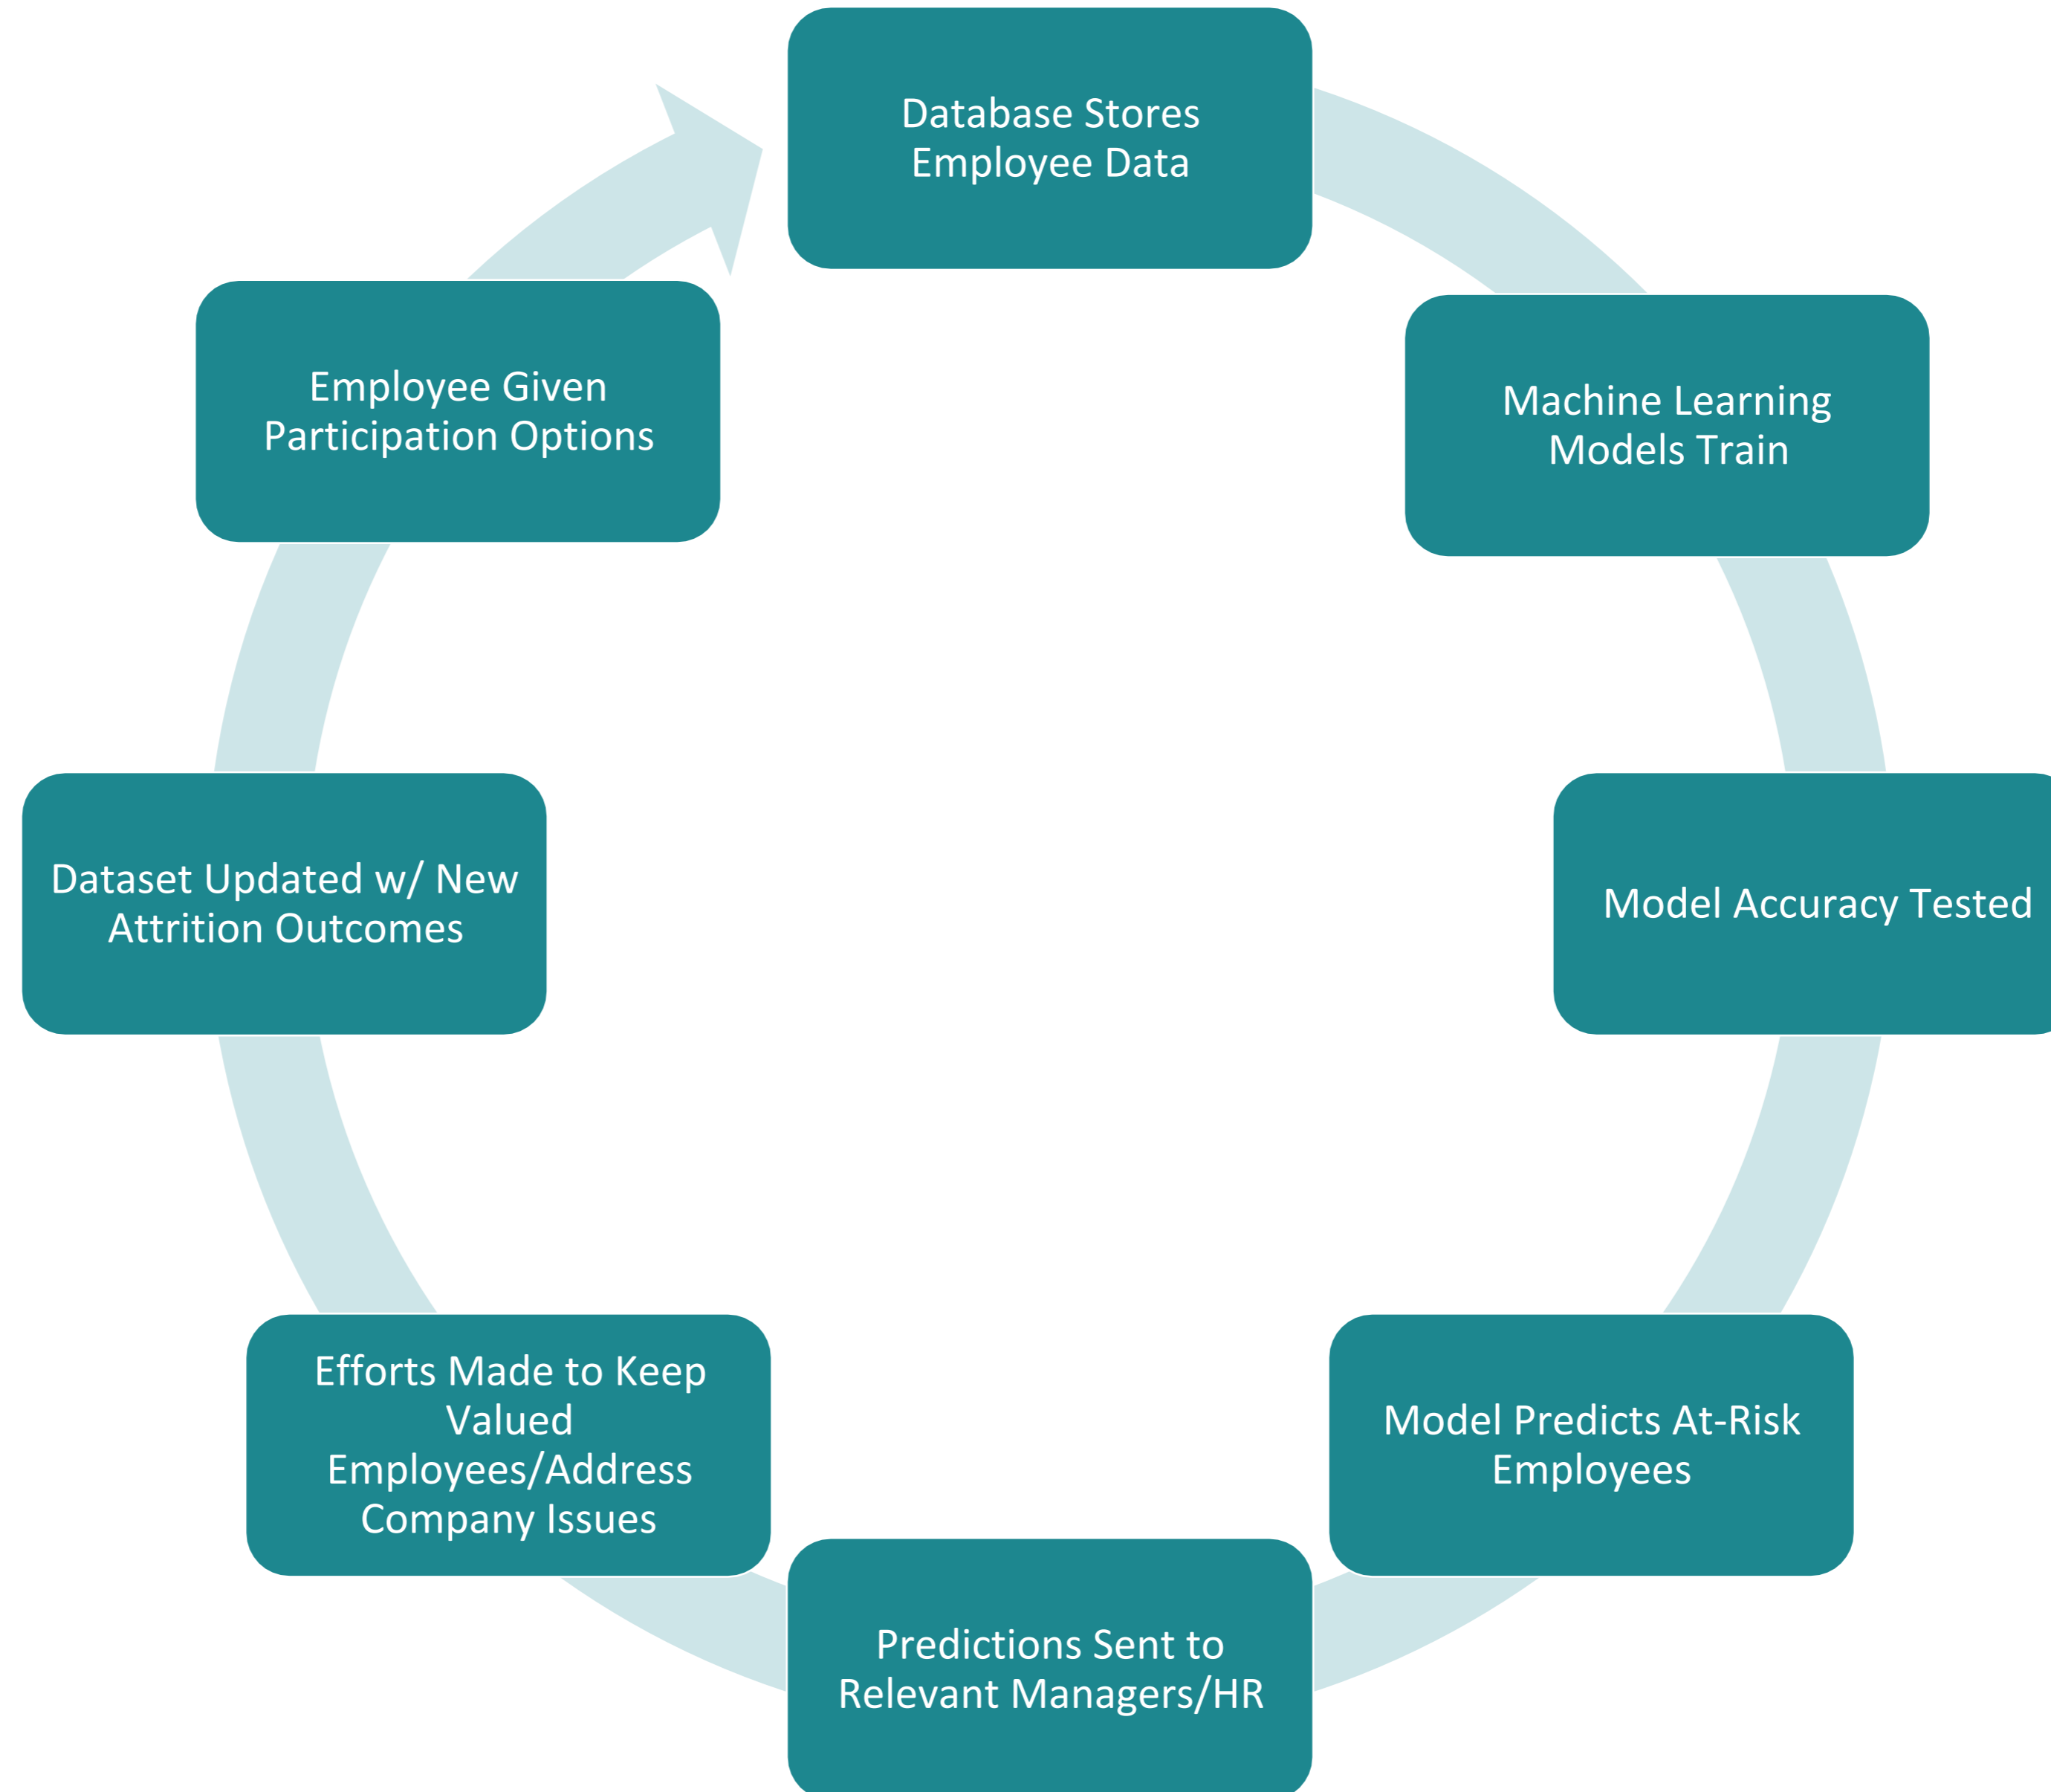 Database Stores
Employee Data
Machine Learning
Models Train
Model Accuracy Tested
Model Predicts At-Risk
Employees
Predictions Sent to
Relevant Managers/HR
Efforts Made to Keep
Valued
Employees/Address
Company Issues
Dataset Updated w/ New
Attrition Outcomes
Employee Given
Participation Options